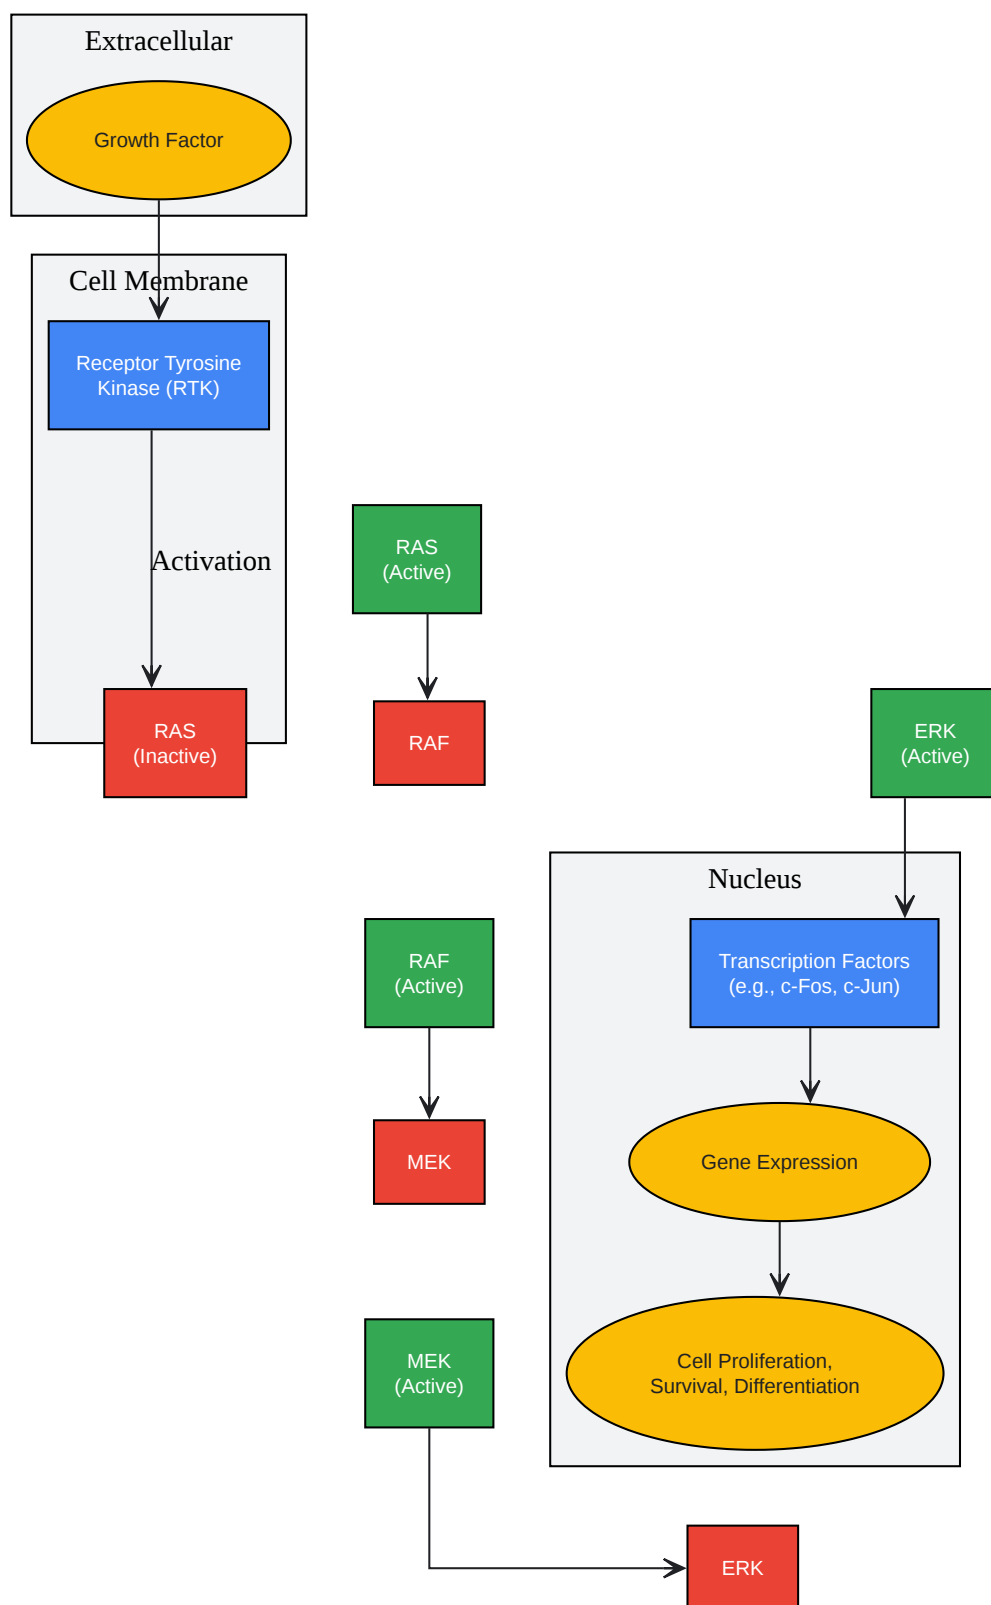 Extracellular
Growth Factor
Cell Membrane
Receptor Tyrosine
Kinase (RTK)
Activation
RAS
(Inactive)
RAS
(Active)
RAF
RAF
(Active)
MEK
MEK
(Active)
ERK
ERK
(Active)
Nucleus
Transcription Factors
(e.g., c-Fos, c-Jun)
Gene Expression
Cell Proliferation,
Survival, Differentiation